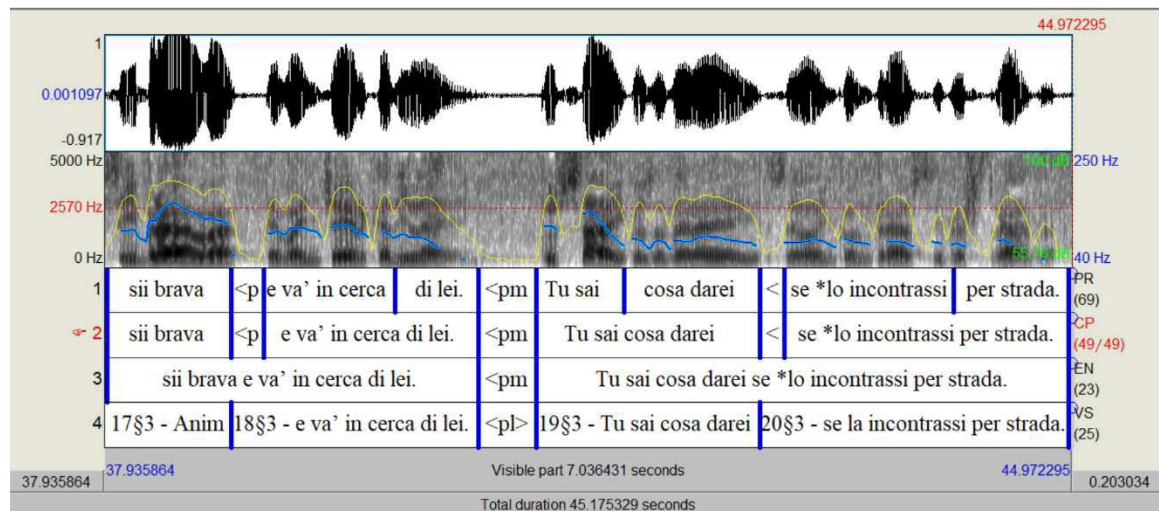 44.972295
1
0.001097
-0.917
5000 Hz 100 dB 250 Hz
2570 Hz
0 Hz 40 Hz
1 sii brava <p e va’ in cerca di lei. <pm Tu sai cosa darei < se *lo incontrassi per strada. PR (69)
☞ 2 sii brava <p e va’ in cerca di lei. <pm Tu sai cosa darei < se *lo incontrassi per strada. CP (49/49)
3 sii brava e va’ in cerca di lei. <pm Tu sai cosa darei se *lo incontrassi per strada. EN (23)
4 17§3 - Anim 18§3 - e va’ in cerca di lei. <pl> 19§3 - Tu sai cosa darei 20§3 - se la incontrassi per strada. VS (25)
37.935864 Visible part 7.036431 seconds 44.972295
37.935864 0.203034
Total duration 45.175329 seconds